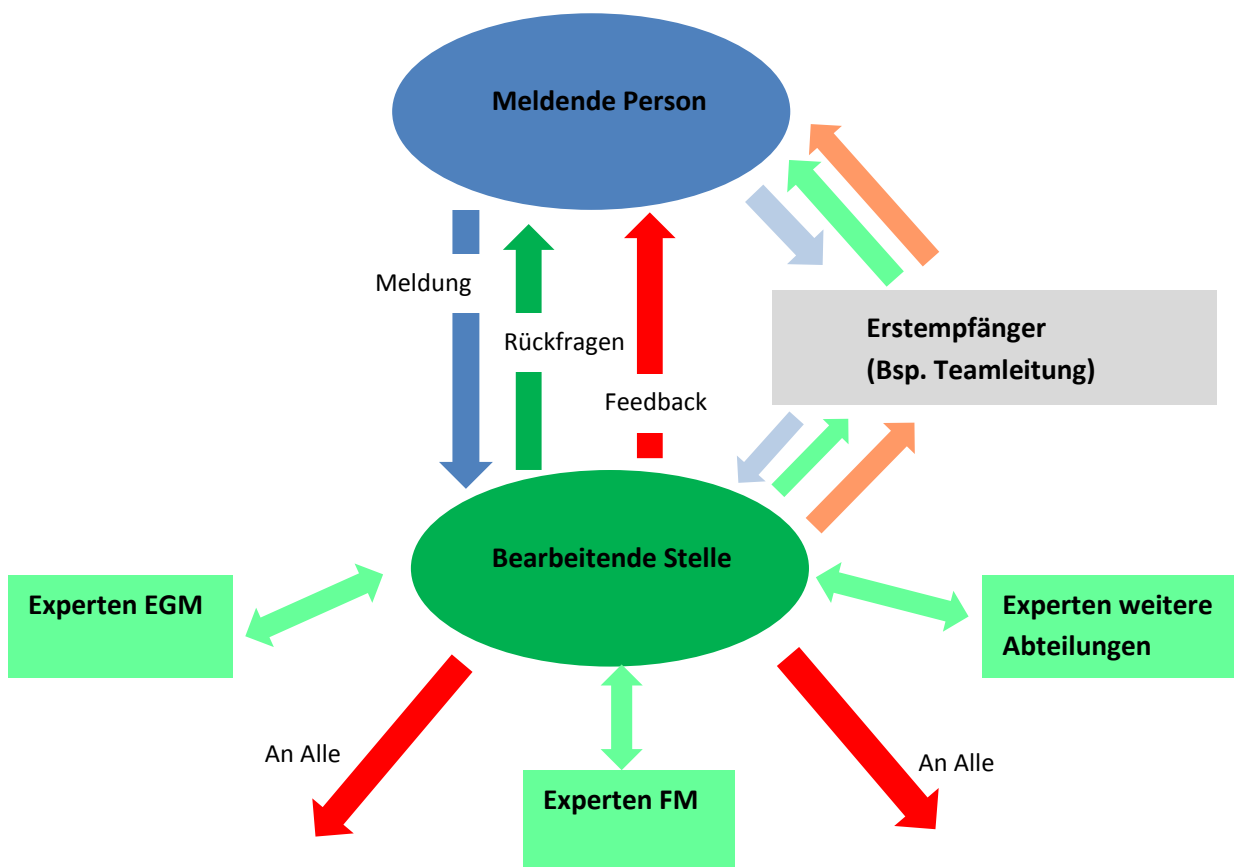 Meldende Person
Meldung
Rückfragen
Feedback
Erstempfänger
(Bsp. Teamleitung)
Bearbeitende Stelle
Experten EGM
Experten weitere
Abteilungen
An Alle
An Alle
Experten FM